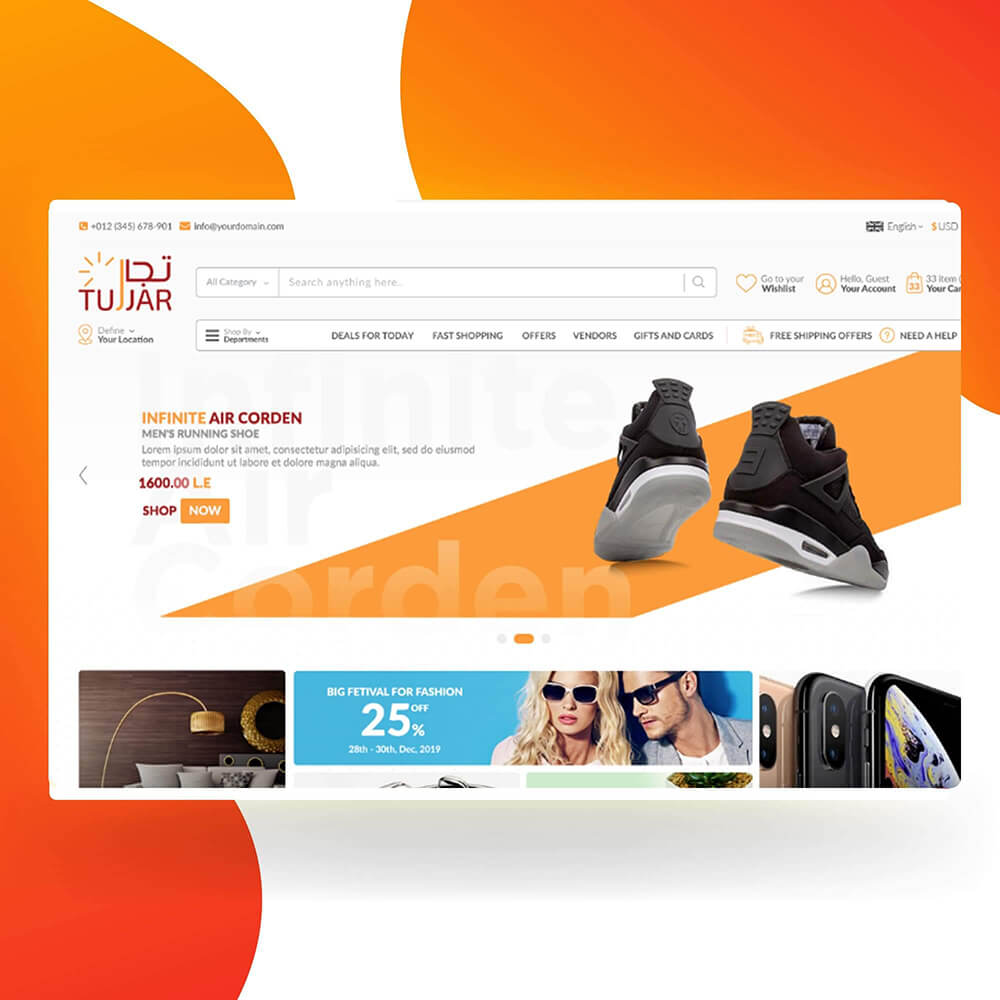 +012 (345) 678-901 info@yourdomain.com English $ USD
تجار
TUJJAR
All Category Search anything here..
Go to your
Wishlist
Hello, Guest
Your Account
33
33 item (
Your Car
Define
Your Location
Shop By
Departments
DEALS FOR TODAY FAST SHOPPING OFFERS VENDORS GIFTS AND CARDS FREE SHIPPING OFFERS ? NEED A HELP
Infinite
Air
Corden
INFINITE AIR CORDEN
MEN'S RUNNING SHOE
Lorem ipsum dolor sit amet, consectetur adipisicing elit, sed do eiusmod
tempor incididunt ut labore et dolore magna aliqua.
1600.00 L.E
SHOP NOW
BIG FETIVAL FOR FASHION
25% OFF
28th - 30th, Dec, 2019